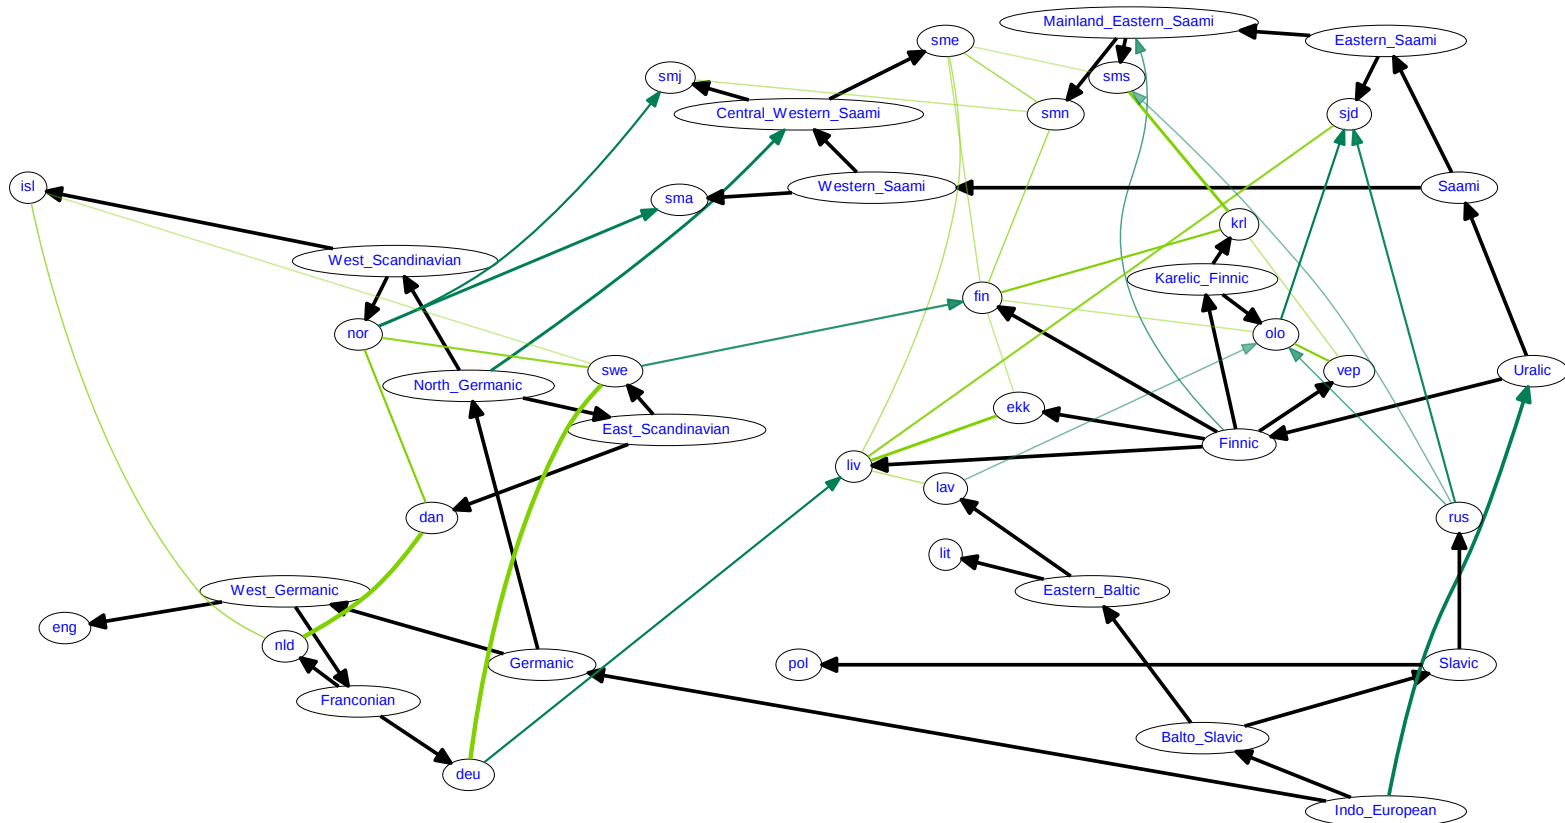 Mainland_Eastern_Saami
sme
Eastern_Saami
smj
sms
Central_Western_Saami
smn
sjd
isl
Western_Saami
Saami
sma
krl
West_Scandinavian
Karelic_Finnic
fin
nor
olo
swe
vep
Uralic
North_Germanic
ekk
East_Scandinavian
Finnic
liv
lav
dan
rus
lit
West_Germanic
Eastern_Baltic
eng
nld
Germanic
pol
Slavic
Franconian
Balto_Slavic
deu
Indo_European